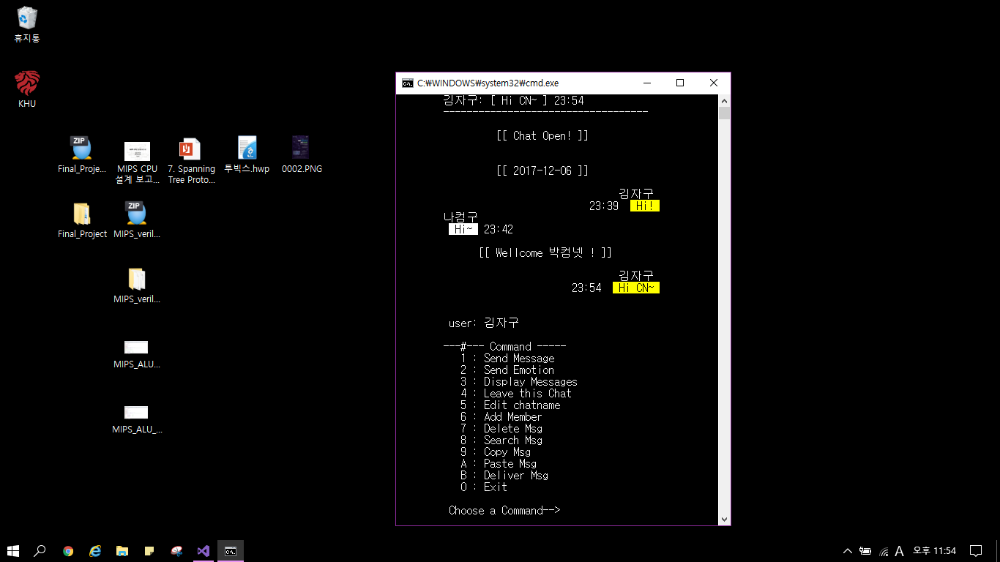 휴지통
KHU
ZIP
Final_Proje...
MIPS CPU
설계 보고...
7. Spanning
Tree Proto...
투빅스.hwp
0002.PNG
Final_Project
ZIP
MIPS_veril...
MIPS_veril...
MIPS_ALU...
MIPS_ALU_...
C:₩WINDOWS₩system32₩cmd.exe
김자구: [ Hi CN~ ] 23:54
-----------------------------------
[[ Chat Open! ]]
[[ 2017-12-06 ]]
김자구
23:39 Hi!
나컴구
Hi~ 23:42
[[ Wellcome 박컴넷 ! ]]
김자구
23:54 Hi CN~
user: 김자구
---#--- Command -----
1 : Send Message
2 : Send Emotion
3 : Display Messages
4 : Leave this Chat
5 : Edit chatname
6 : Add Member
7 : Delete Msg
8 : Search Msg
9 : Copy Msg
A : Paste Msg
B : Deliver Msg
0 : Exit
Choose a Command-->
A 오후 11:54